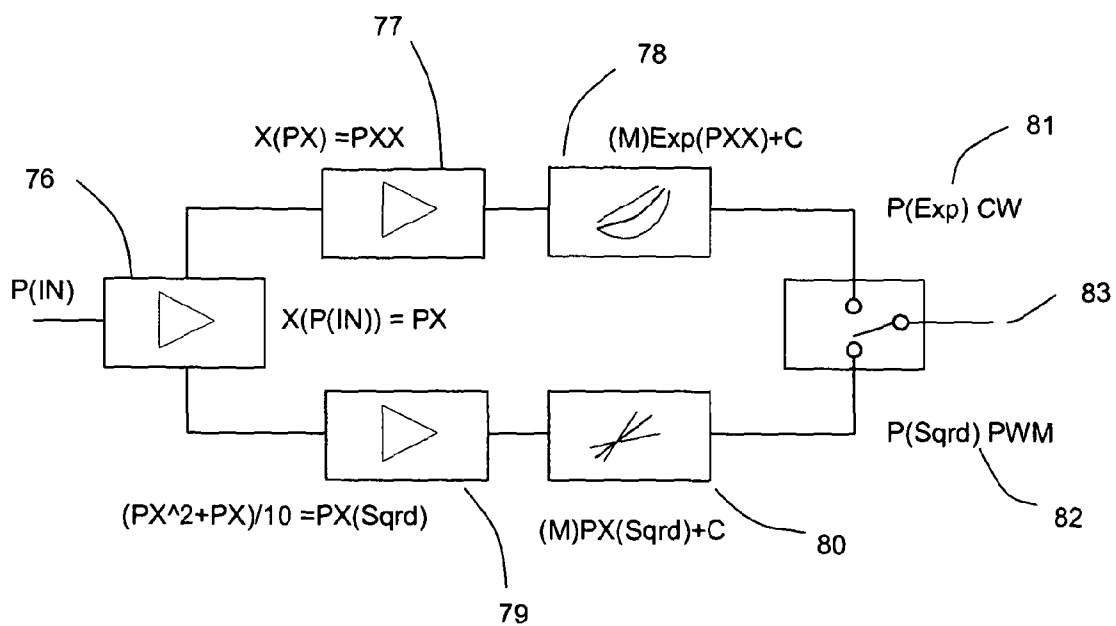 77
78
X(PX) =PXX
(M)Exp(PXX)+C
81
76
P(Exp) CW
P(IN)
X(P(IN)) = PX
83
P(Sqrd) PWM
(PX^2+PX)/10 =PX(Sqrd)
(M)PX(Sqrd)+C
80
82
79